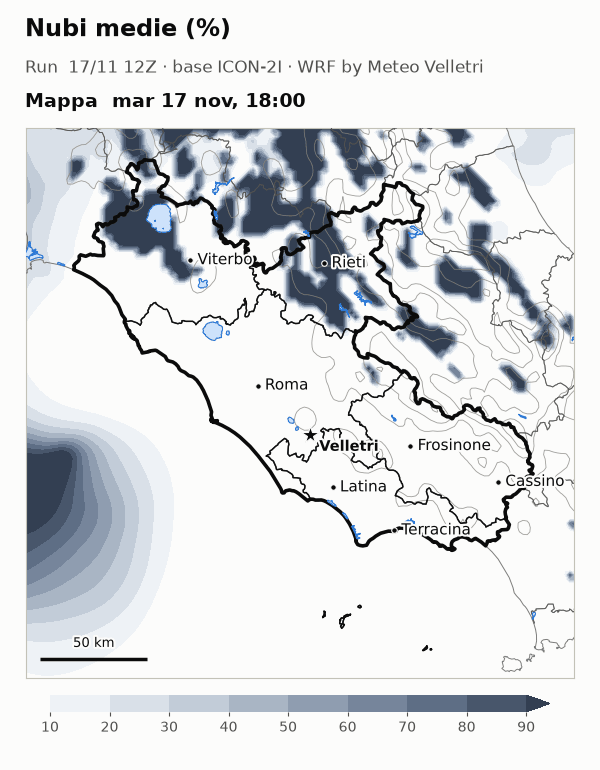 Nubi medie (%)
Run  17/11 12Z · base ICON-2I · WRF by Meteo Velletri
Mappa  mar 17 nov, 18:00
Viterbo
Rieti
Roma
Velletri
Frosinone
Latina
Cassino
Terracina
50 km
10 20 30 40 50 60 70 80 90